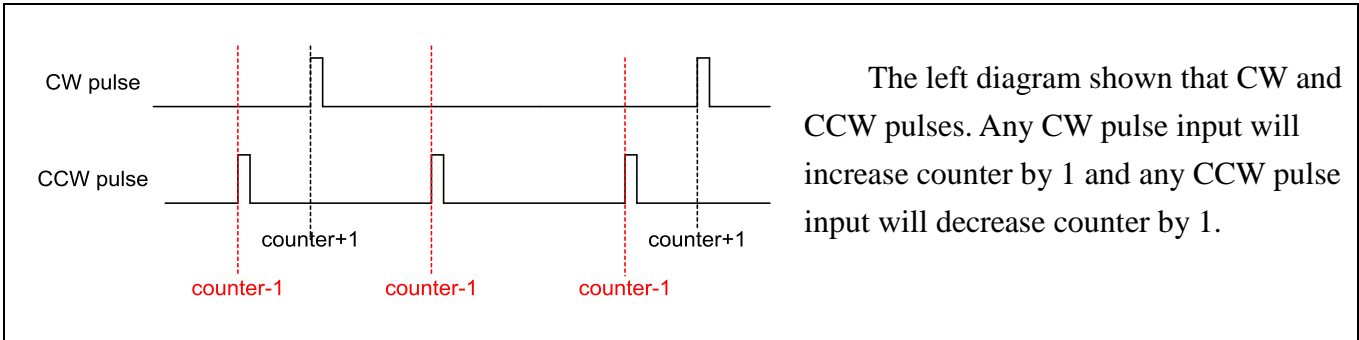 CW pulse
CCW pulse
counter+1
counter+1
counter-1
counter-1
counter-1
The left diagram shown that CW and
CCW pulses. Any CW pulse input will
increase counter by 1 and any CCW pulse
input will decrease counter by 1.